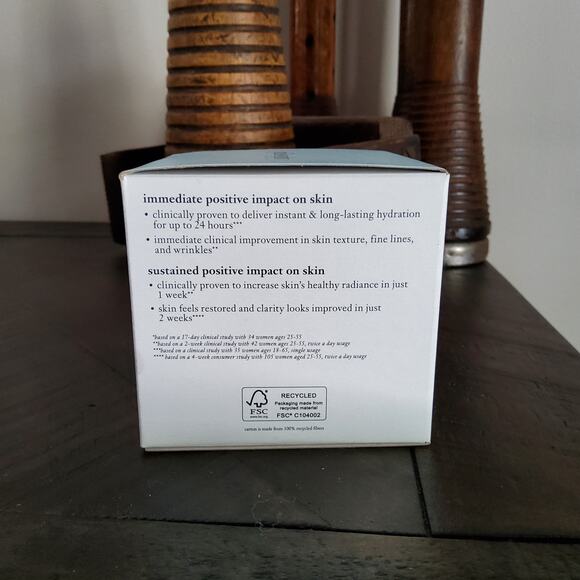 immediate positive impact on skin
• clinically proven to deliver instant & long-lasting hydration
for up to 24 hours***
• immediate clinical improvement in skin texture, fine lines,
and wrinkles**
sustained positive impact on skin
• clinically proven to increase skin's healthy radiance in just
1 week**
• skin feels restored and clarity looks improved in just
2 weeks****
*based on a 17-day clinical study with 34 women ages 25-55
**based on a 2-week clinical study with 42 women ages 25-55, twice a day usage
***based on a clinical study with 35 women ages 18-65, single usage
**** based on a 4-week consumer study with 105 women aged 25-55, twice a day usage
FSC
www.fsc.org
RECYCLED
Packaging made from
recycled material
FSC® C104002
carton is made from 100% recycled fibers